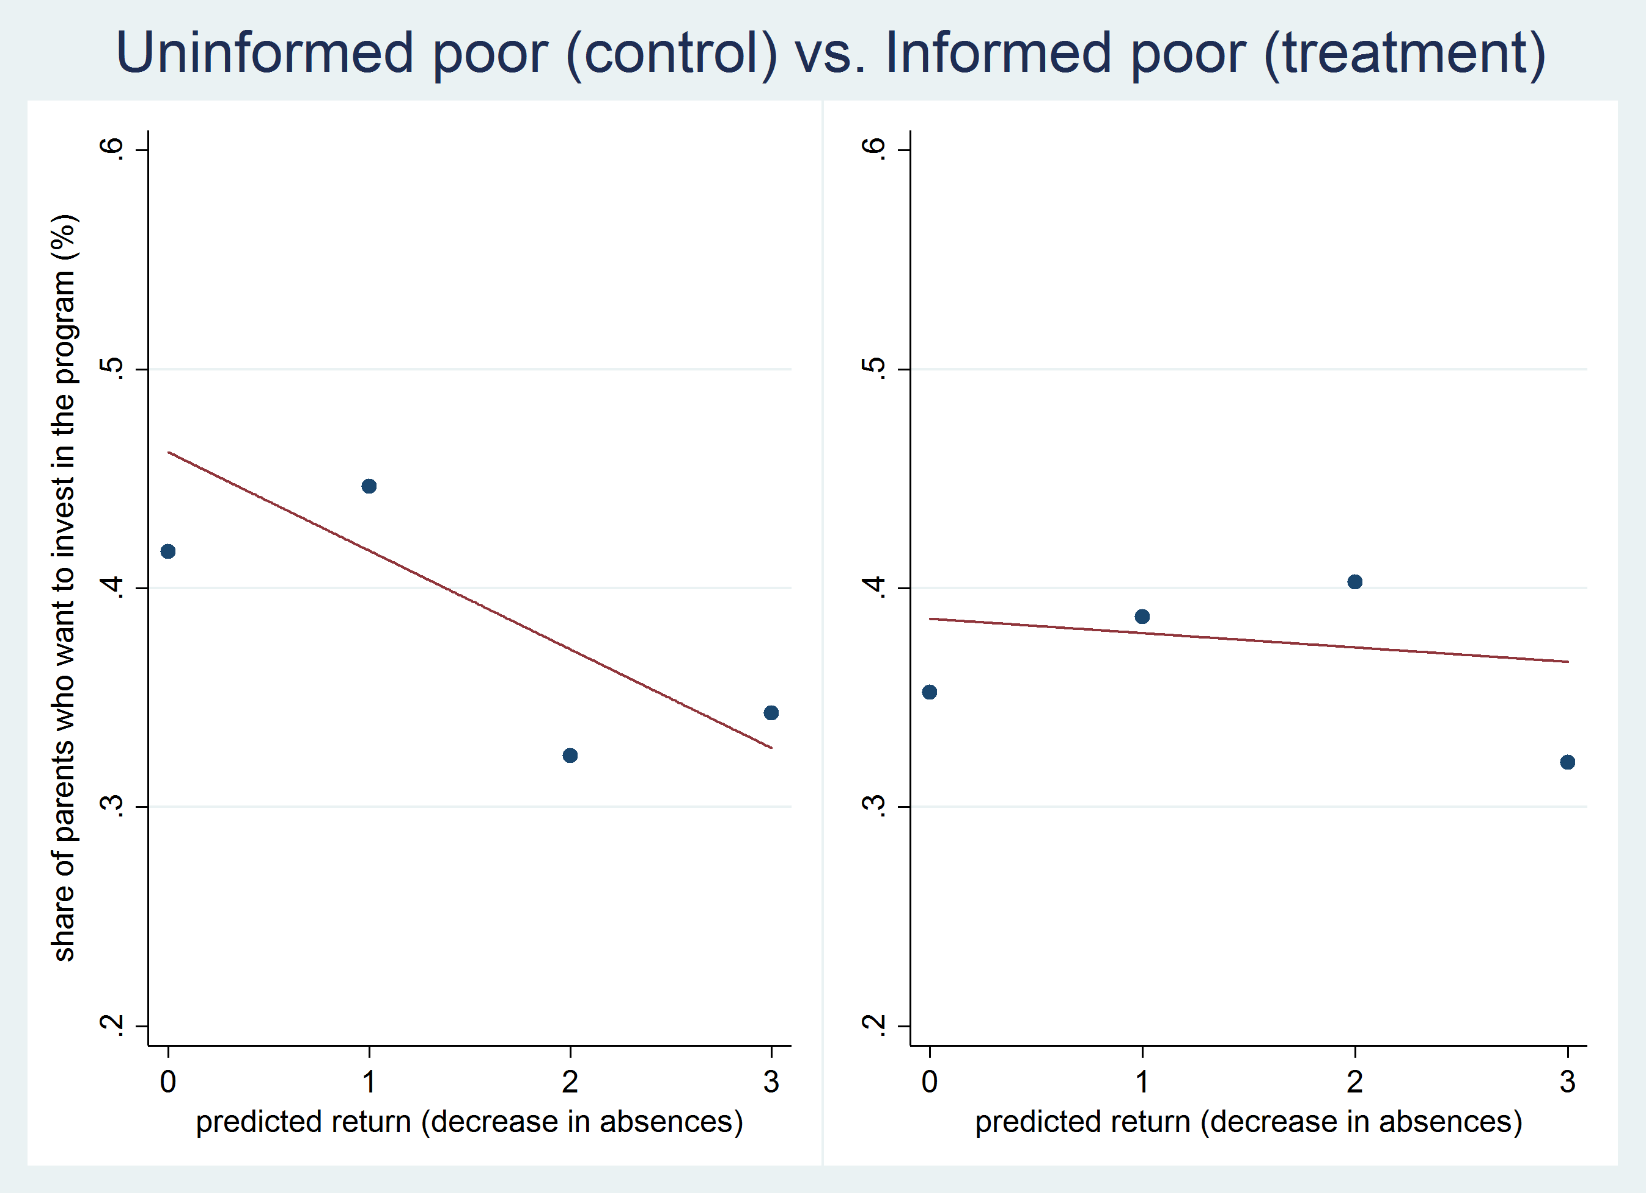 Uninformed poor (control) vs. Informed poor (treatment)
share of parents who want to invest in the program (%)
.6
.5
.4
.3
.2
0 1 2 3
predicted return (decrease in absences)
.6
.5
.4
.3
.2
0 1 2 3
predicted return (decrease in absences)